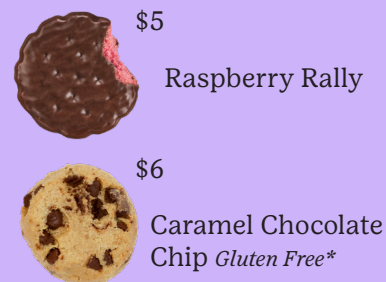 $5
Raspberry Rally
$6
Caramel Chocolate
Chip Gluten Free*